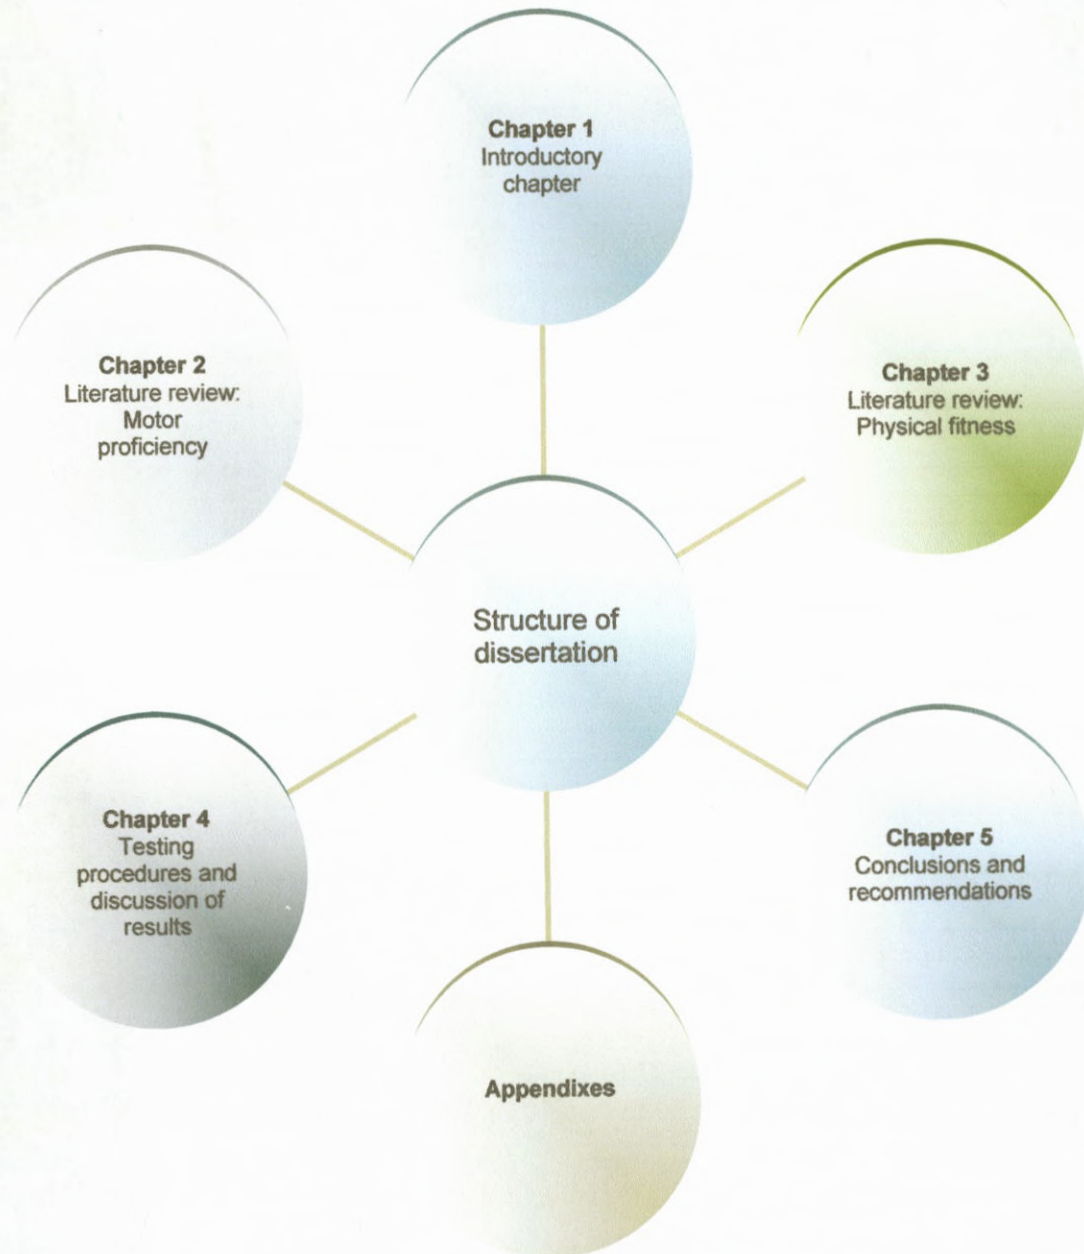 Chapter 1
Introductory
chapter
Chapter 2
Literature review:
Motor
proficiency
Chapter 3
Literature review:
Physical fitness
Structure of
dissertation
Chapter 4
Testing
procedures and
discussion of
results
Chapter 5
Conclusions and
recommendations
Appendixes